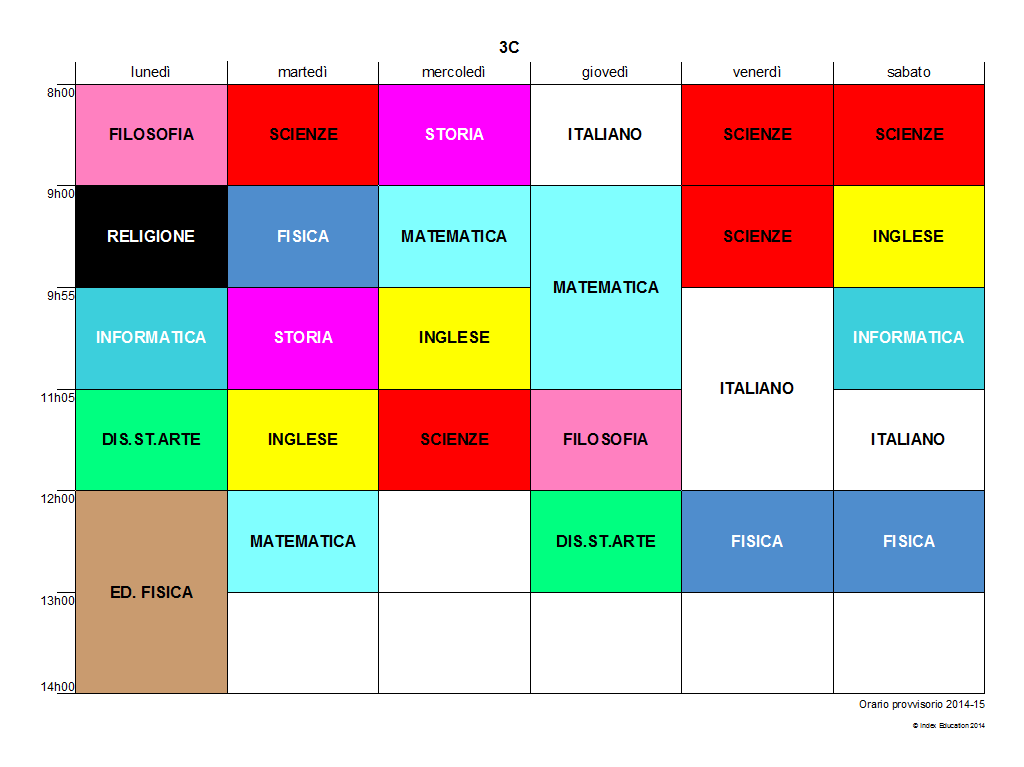 3C
lunedì martedì mercoledì giovedì venerdì sabato
8h00
FILOSOFIA SCIENZE STORIA ITALIANO SCIENZE SCIENZE
9h00
RELIGIONE FISICA MATEMATICA SCIENZE INGLESE
MATEMATICA
9h55
INFORMATICA STORIA INGLESE INFORMATICA
ITALIANO
11h05
DIS.ST.ARTE INGLESE SCIENZE FILOSOFIA ITALIANO
12h00
MATEMATICA DIS.ST.ARTE FISICA FISICA
ED. FISICA
13h00
14h00
Orario provvisorio 2014-15
© Index Education 2014